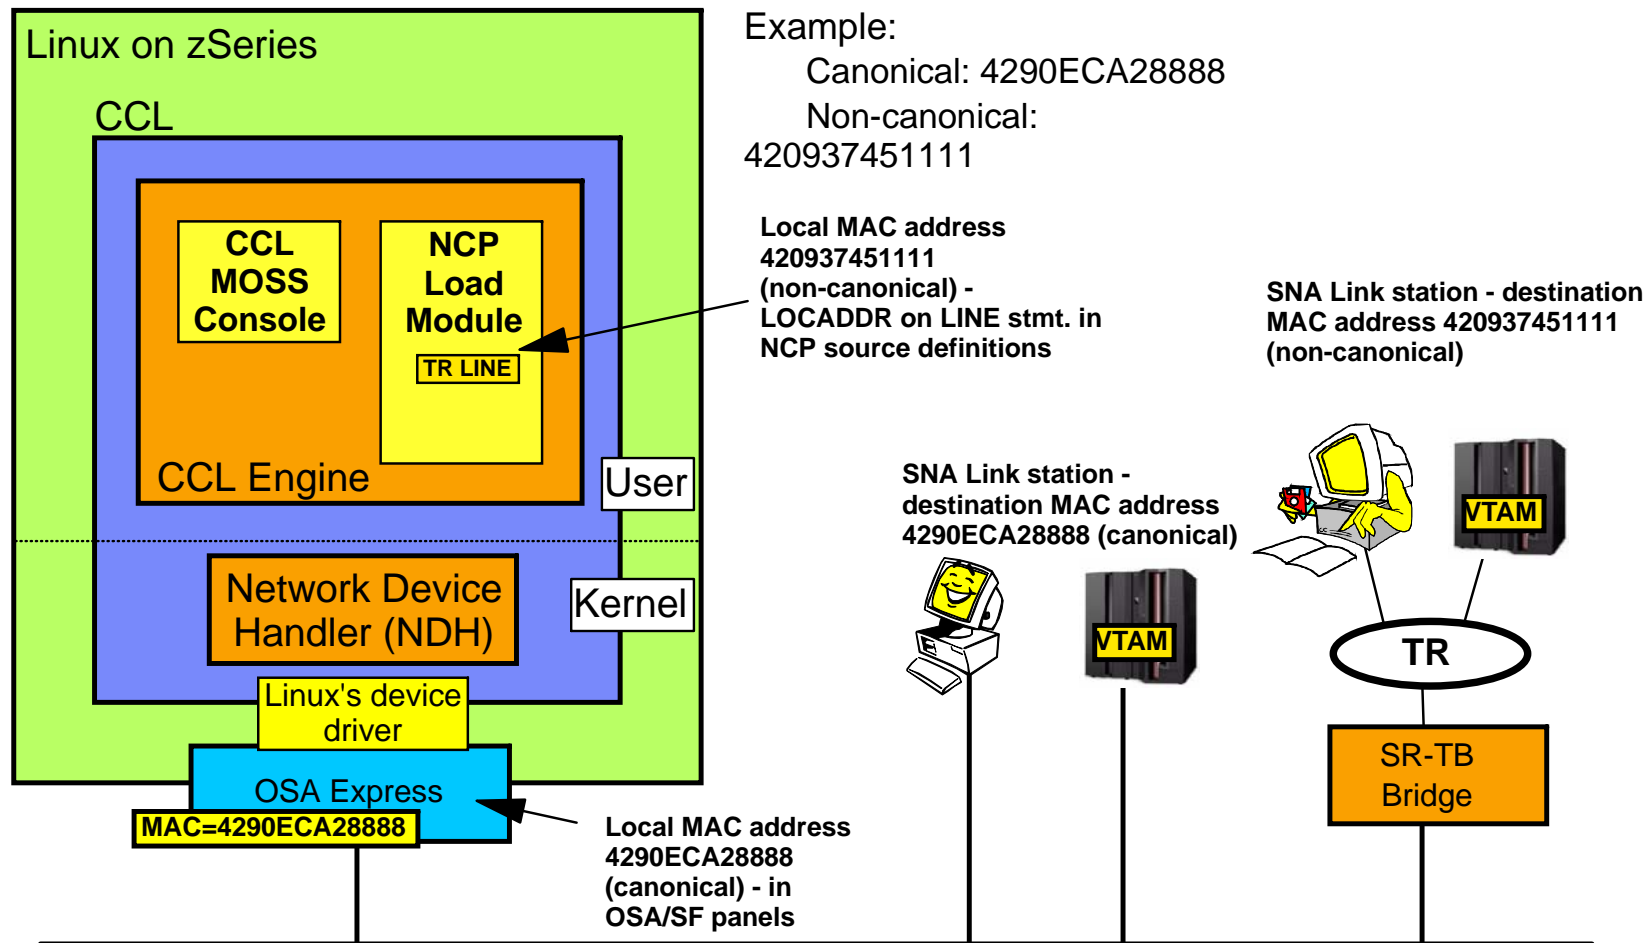 Linux on zSeries
CCL
CCL
MOSS
Console
NCP
Load
Module
TR LINE
CCL Engine
User
Kernel
Network Device
Handler (NDH)
Linux's device
driver
OSA Express
MAC=4290ECA28888
Example:
Canonical: 4290ECA28888
Non-canonical:
420937451111
Local MAC address
420937451111
(non-canonical) -
LOCADDR on LINE stmt. in
NCP source definitions
SNA Link station - destination
MAC address 420937451111
(non-canonical)
SNA Link station -
destination MAC address
4290ECA28888 (canonical)
VTAM
VTAM
TR
SR-TB
Bridge
Local MAC address
4290ECA28888
(canonical) - in
OSA/SF panels